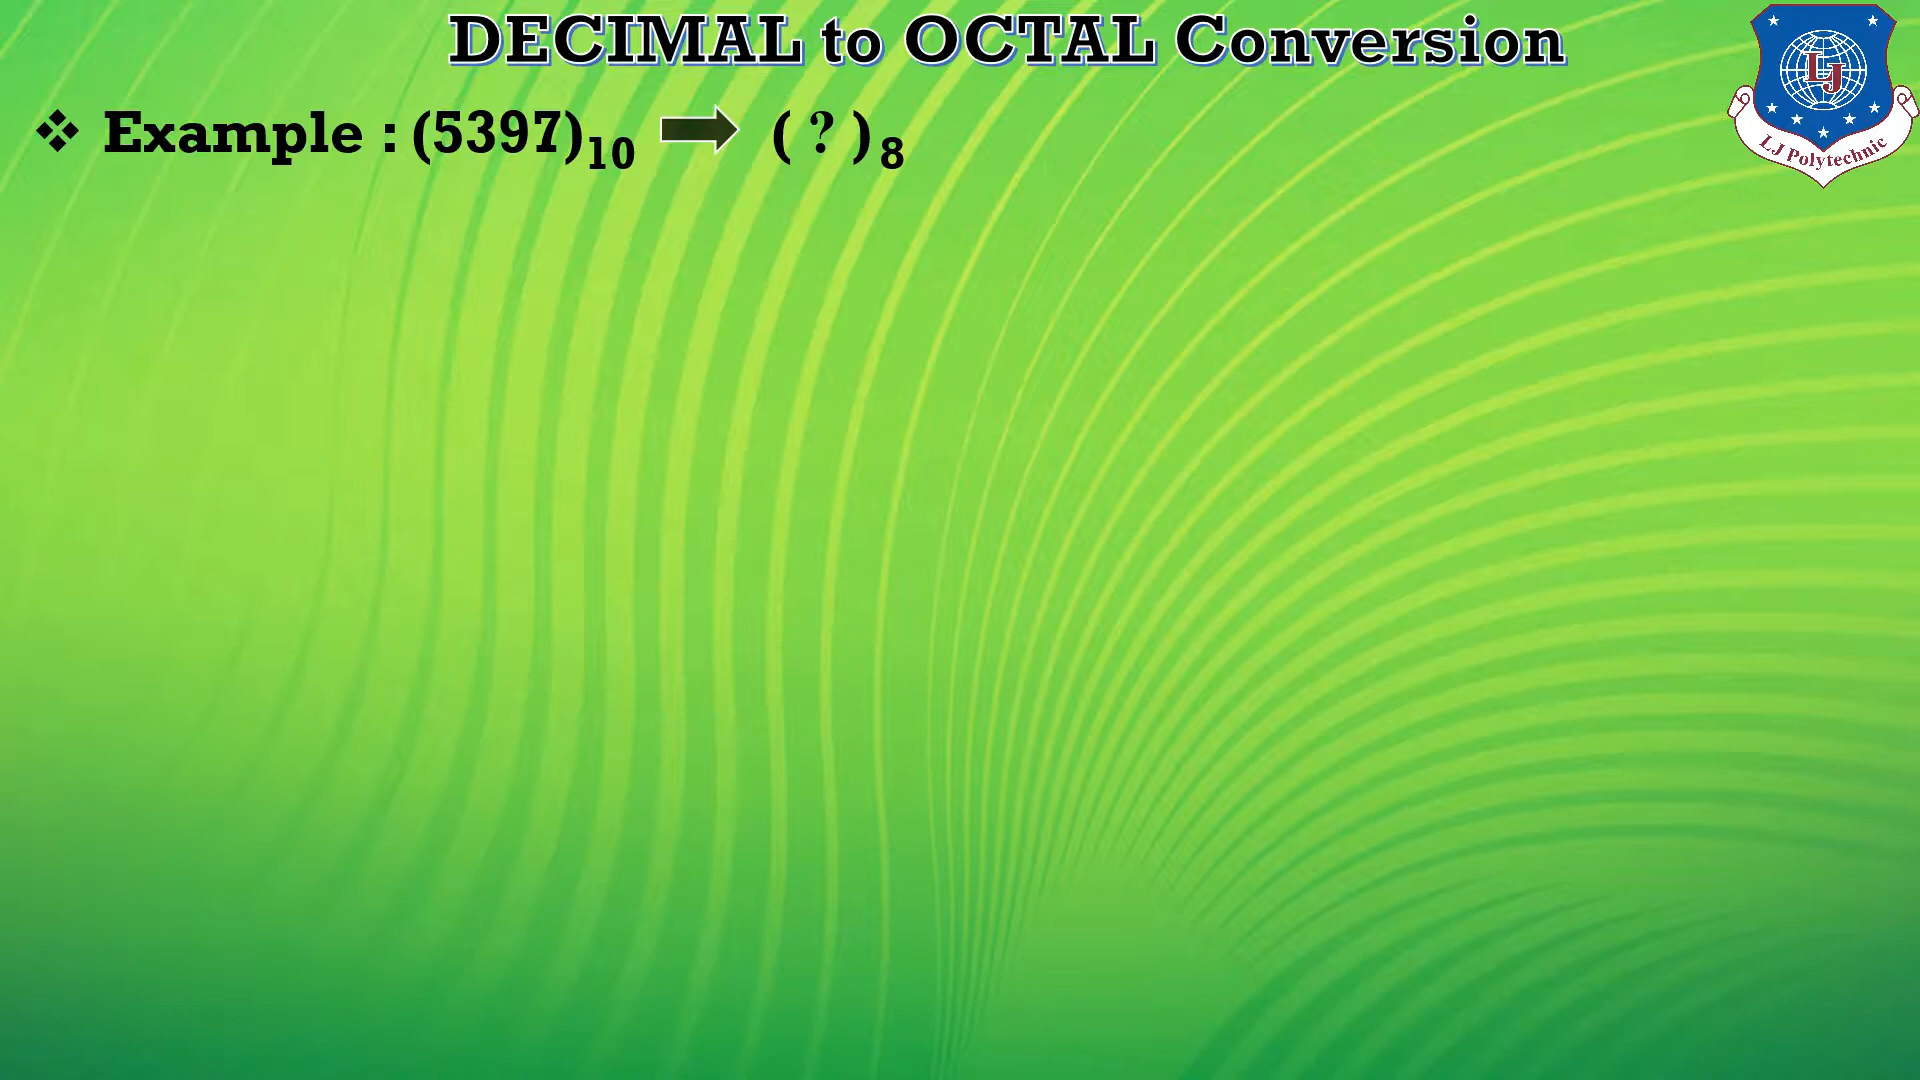 DECIMAL to OCTAL Conversion
❖ Example : (5397)₁₀ ➡ ( ? )₈
LJ
LJ Polytechnic